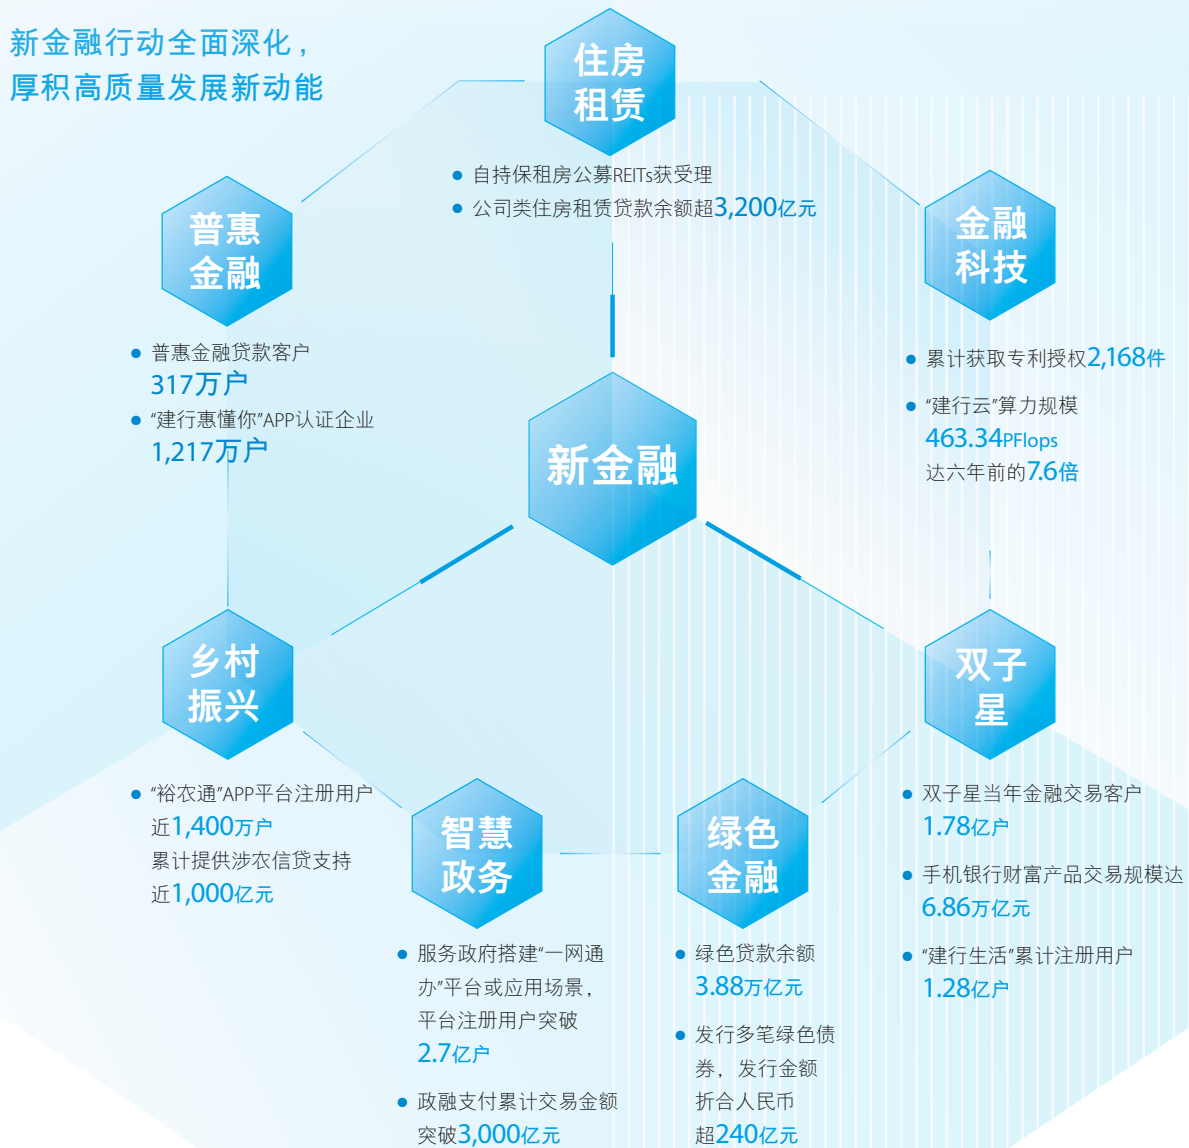 新金融行动全面深化，
厚积高质量发展新动能
住房
租赁
● 自持保租房公募REITs获受理
● 公司类住房租赁贷款余额超3,200亿元
普惠
金融
● 普惠金融贷款客户
317万户
● “建行惠懂你”APP认证企业
1,217万户
金融
科技
● 累计获取专利授权2,168件
● “建行云”算力规模
463.34PFlops
达六年前的7.6倍
新金融
乡村
振兴
● “裕农通”APP平台注册用户
近1,400万户
累计提供涉农信贷支持
近1,000亿元
双子
星
● 双子星当年金融交易客户
1.78亿户
● 手机银行财富产品交易规模达
6.86万亿元
● “建行生活”累计注册用户
1.28亿户
智慧
政务
● 服务政府搭建“一网通
办”平台或应用场景，
平台注册用户突破
2.7亿户
● 政融支付累计交易金额
突破3,000亿元
绿色
金融
● 绿色贷款余额
3.88万亿元
● 发行多笔绿色债
券，发行金额
折合人民币
超240亿元